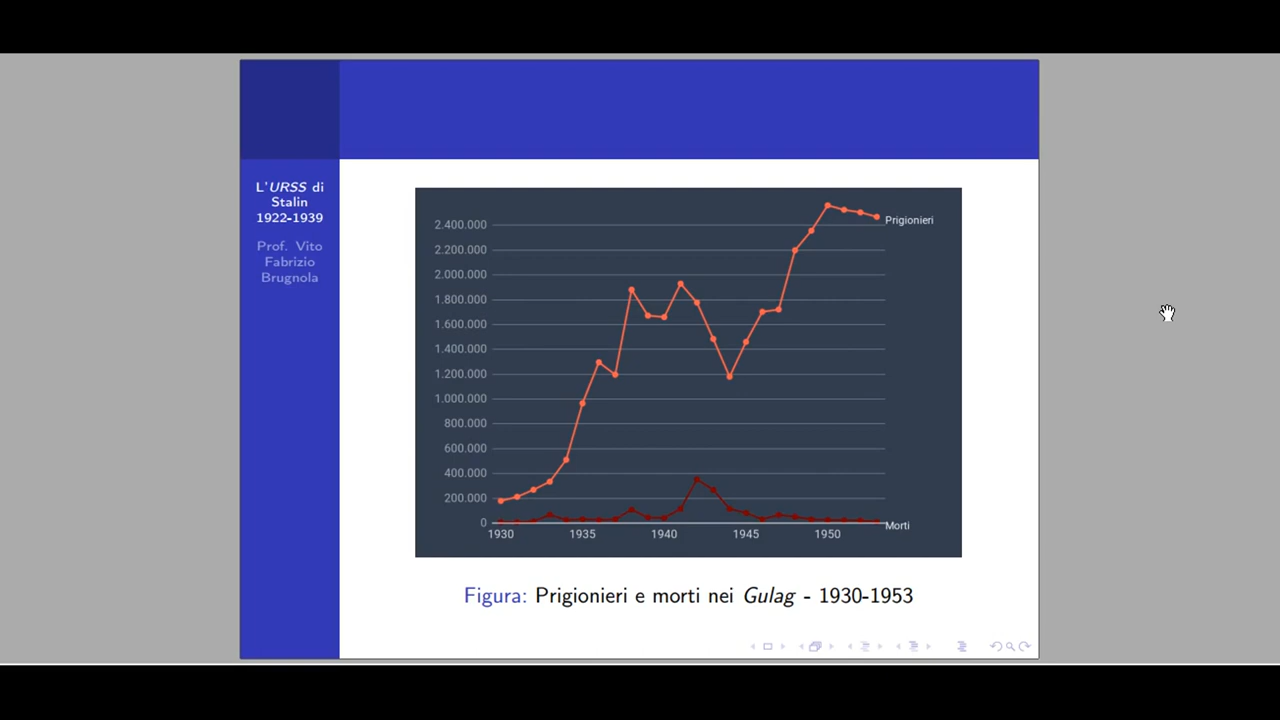 L'URSS di
Stalin
1922-1939
Prof. Vito
Fabrizio
Brugnola
2.400.000
2.200.000
2.000.000
1.800.000
1.600.000
1.400.000
1.200.000
1.000.000
800.000
600.000
400.000
200.000
0
1930 1935 1940 1945 1950
Prigionieri
Morti
Figura: Prigionieri e morti nei Gulag - 1930-1953